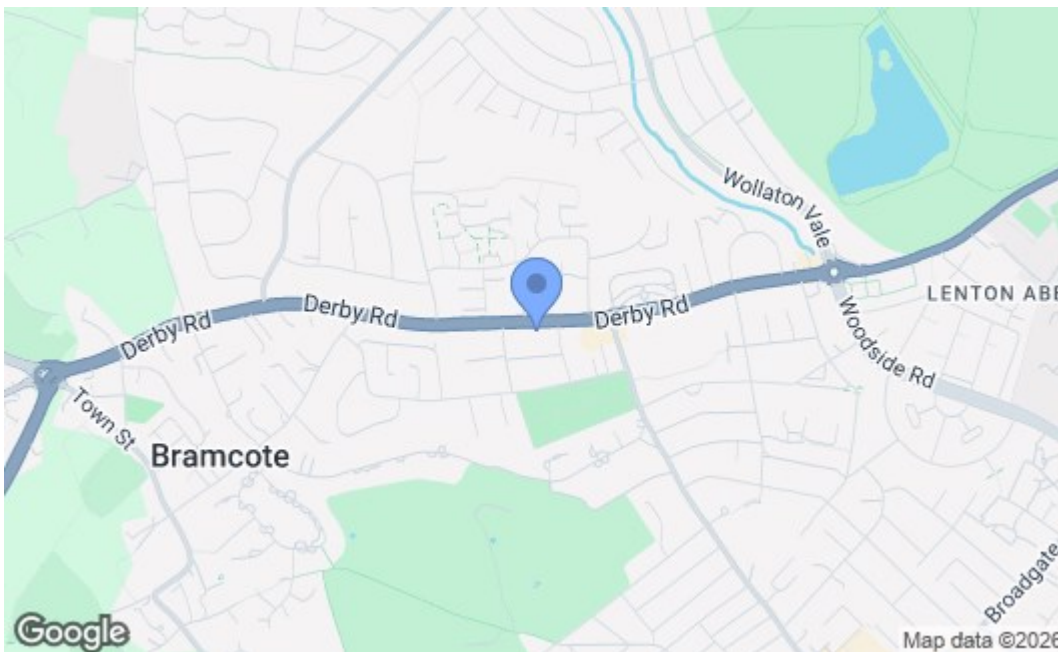 Wollaton Vale
Derby Rd
Derby Rd
Derby Rd
LENTON ABB
Woodside Rd
Town St
Bramcote
Broadgate
Google
Map data ©2026